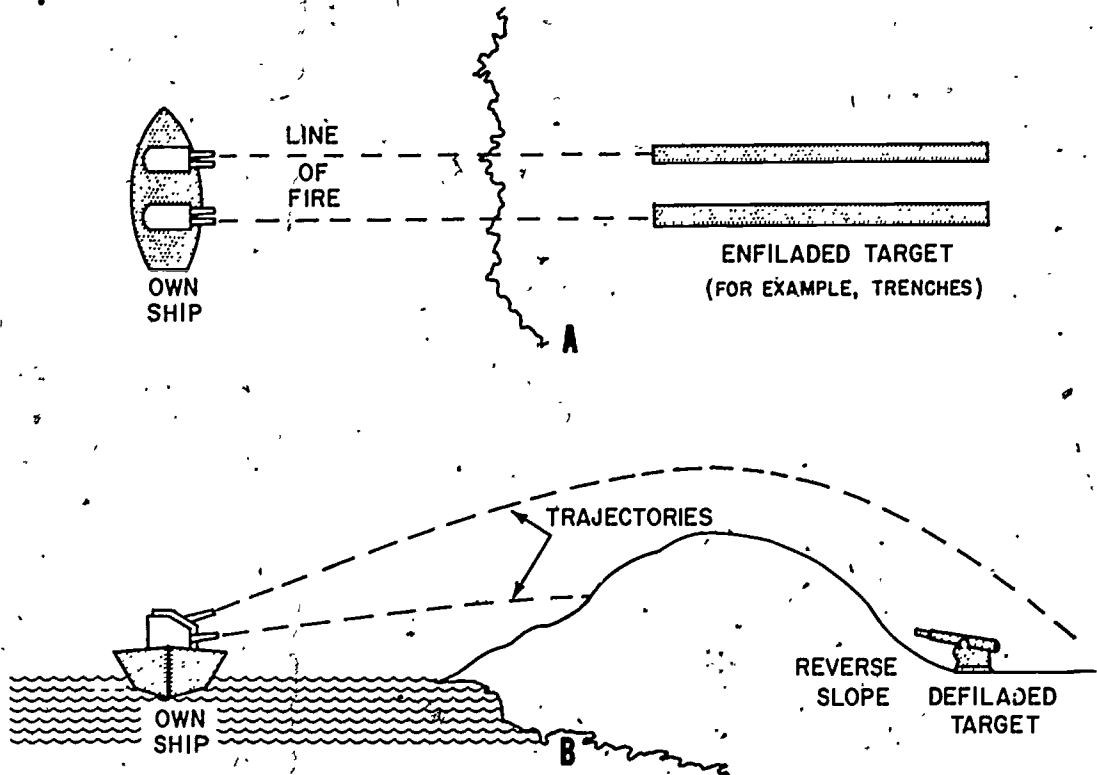 LINE
OF
FIRE
OWN
SHIP
ENFILADED TARGET
(FOR EXAMPLE, TRENCHES)
A
TRAJECTORIES
REVERSE
SLOPE
DEFILADED
TARGET
OWN
SHIP
B